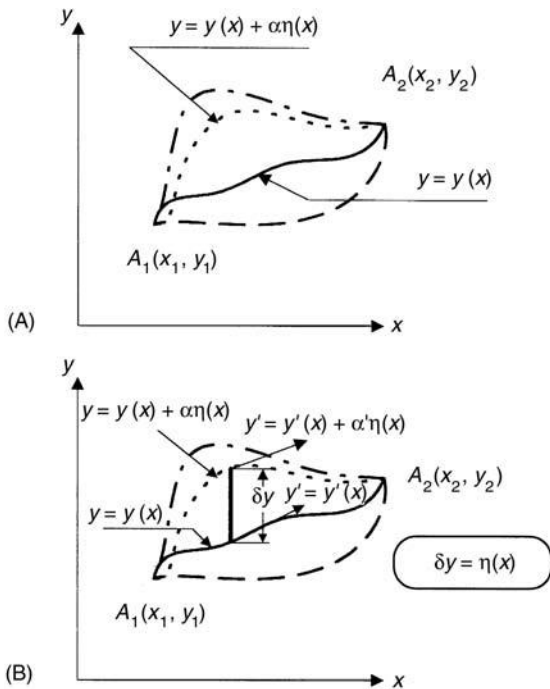 y
y = y (x) + αη(x)
A₂(x₂, y₂)
y = y (x)
A₁(x₁, y₁)
(A)
x
y
y = y (x) + αη(x)
y' = y' (x) + α'η(x)
A₂(x₂, y₂)
δy
y' = y' (x)
y = y (x)
δy = η(x)
A₁(x₁, y₁)
(B)
x